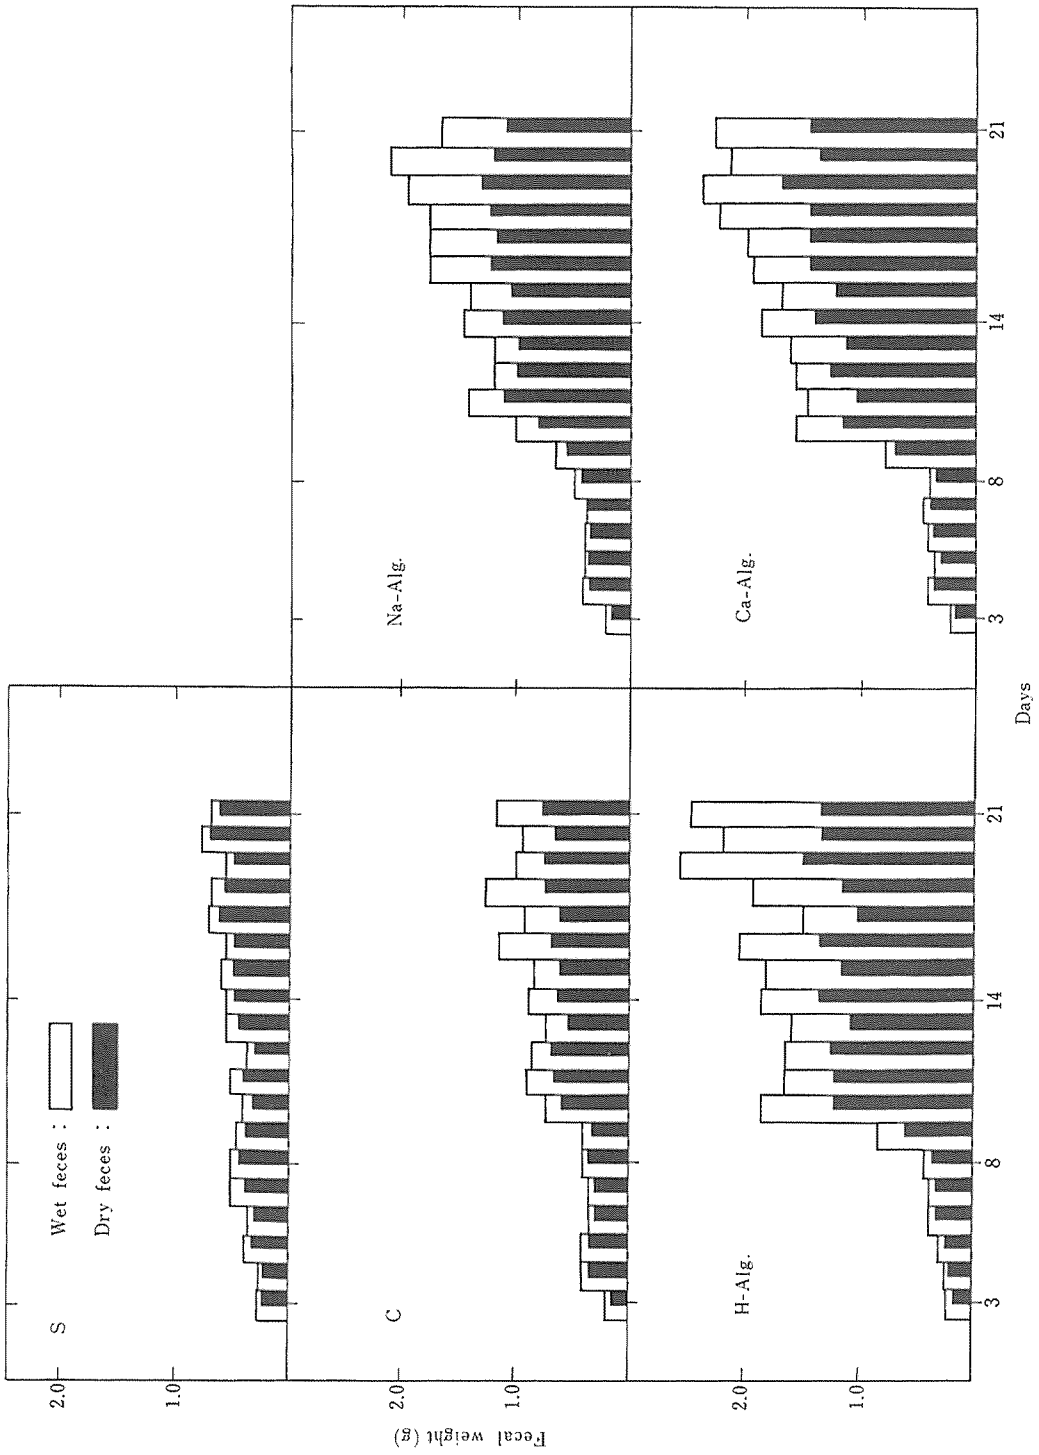 S
Wet feces :
Dry feces :
2.0
1.0
C
2.0
1.0
Na-Alg.
H-Alg.
2.0
1.0
Ca-Alg.
3
8
14
21
3
8
14
21
Fecal weight (g)
Days